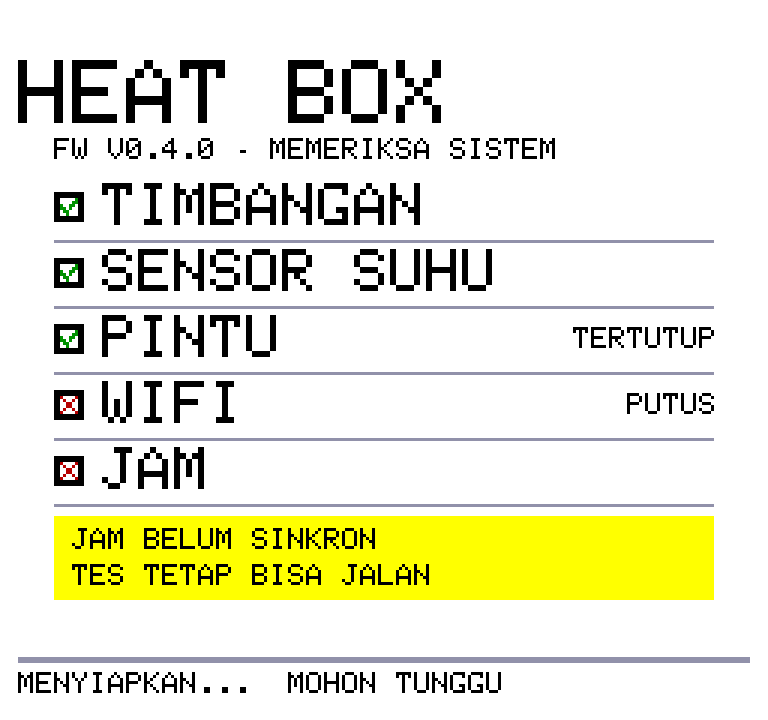 HEAT BOX
FW V0.4.0 - MEMERIKSA SISTEM
TIMBANGAN
SENSOR SUHU
PINTU TERTUTUP
WIFI PUTUS
JAM
JAM BELUM SINKRON
TES TETAP BISA JALAN
MENYIAPKAN... MOHON TUNGGU